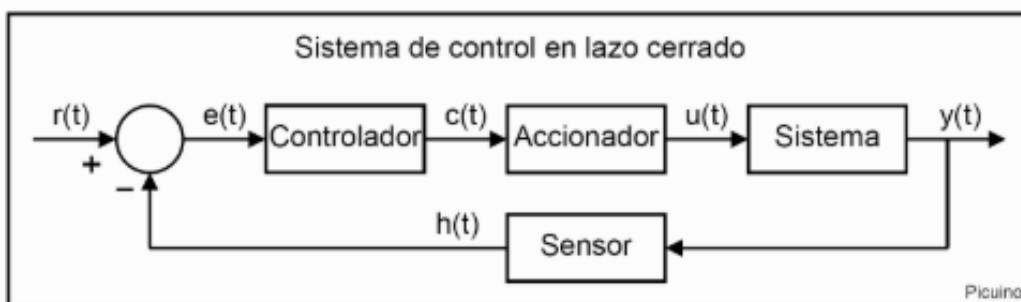 Sistema de control en lazo cerrado
r(t) e(t) Controlador c(t) Accionador u(t) Sistema y(t)
+
−
h(t) Sensor
Picuino